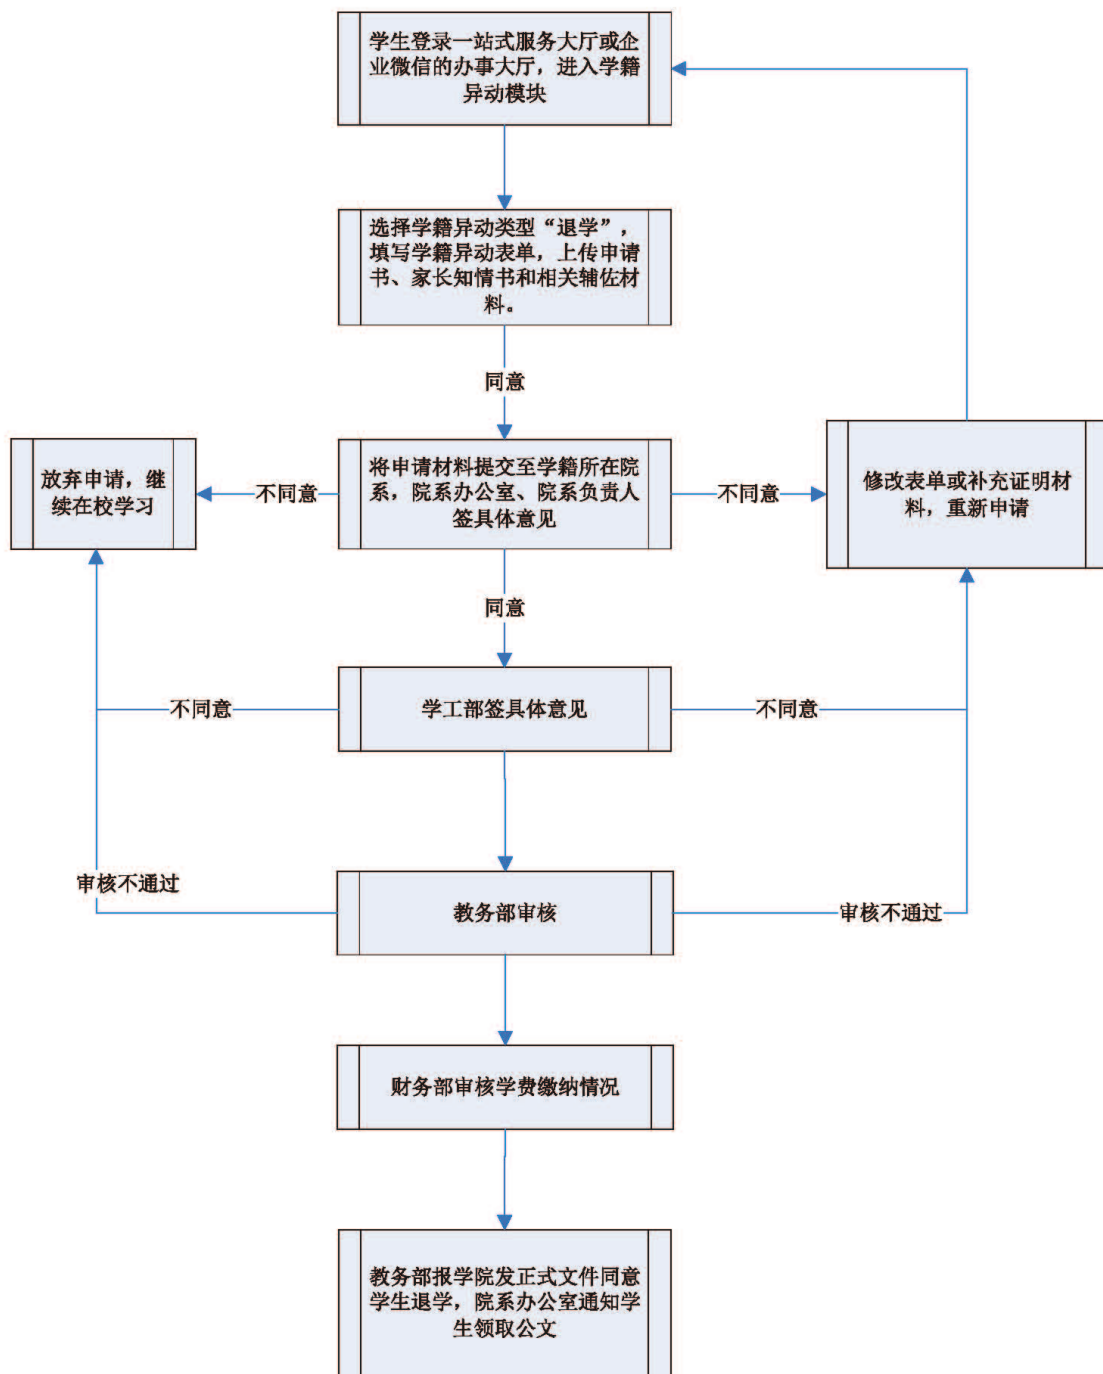 学生登录一站式服务大厅或企
业微信的办事大厅，进入学籍
异动模块
选择学籍异动类型“退学”，
填写学籍异动表单，上传申请
书、家长知情书和相关辅佐材
料。
同意
放弃申请，继
续在校学习
不同意
将申请材料提交至学籍所在院
系，院系办公室、院系负责人
签具体意见
不同意
修改表单或补充证明材
料，重新申请
同意
不同意
学工部签具体意见
不同意
审核不通过
教务部审核
审核不通过
财务部审核学费缴纳情况
教务部报学院发正式文件同意
学生退学，院系办公室通知学
生领取公文